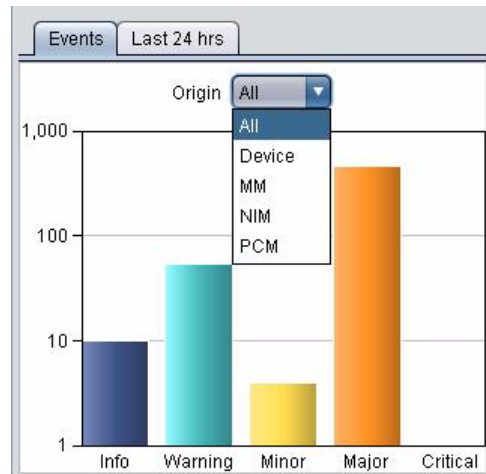 Events Last 24 hrs
Origin All
All
Device
MM
NIM
PCM
1,000
100
10
1
Info Warning Minor Major Critical